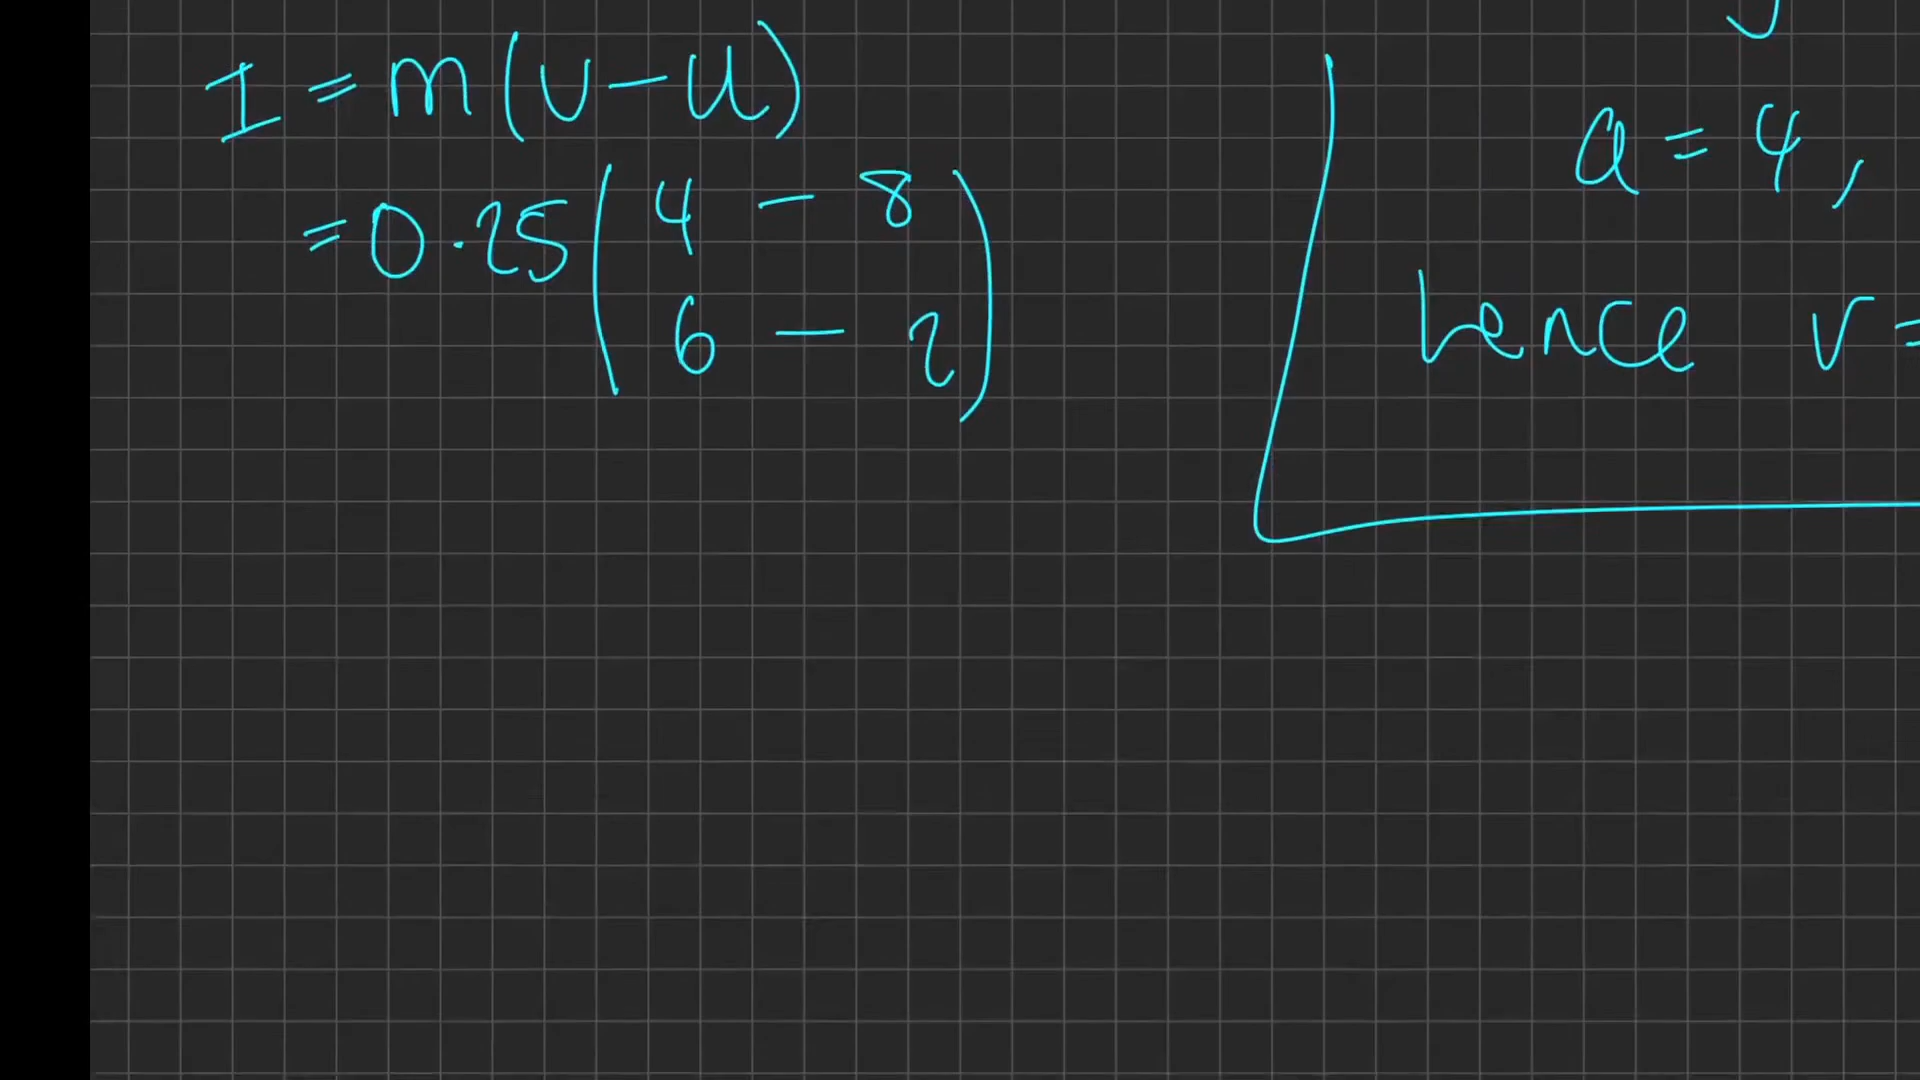 I = m(v - u)
= 0.25( 4 - 8
6 - 2 )
a = 4,
hence v =